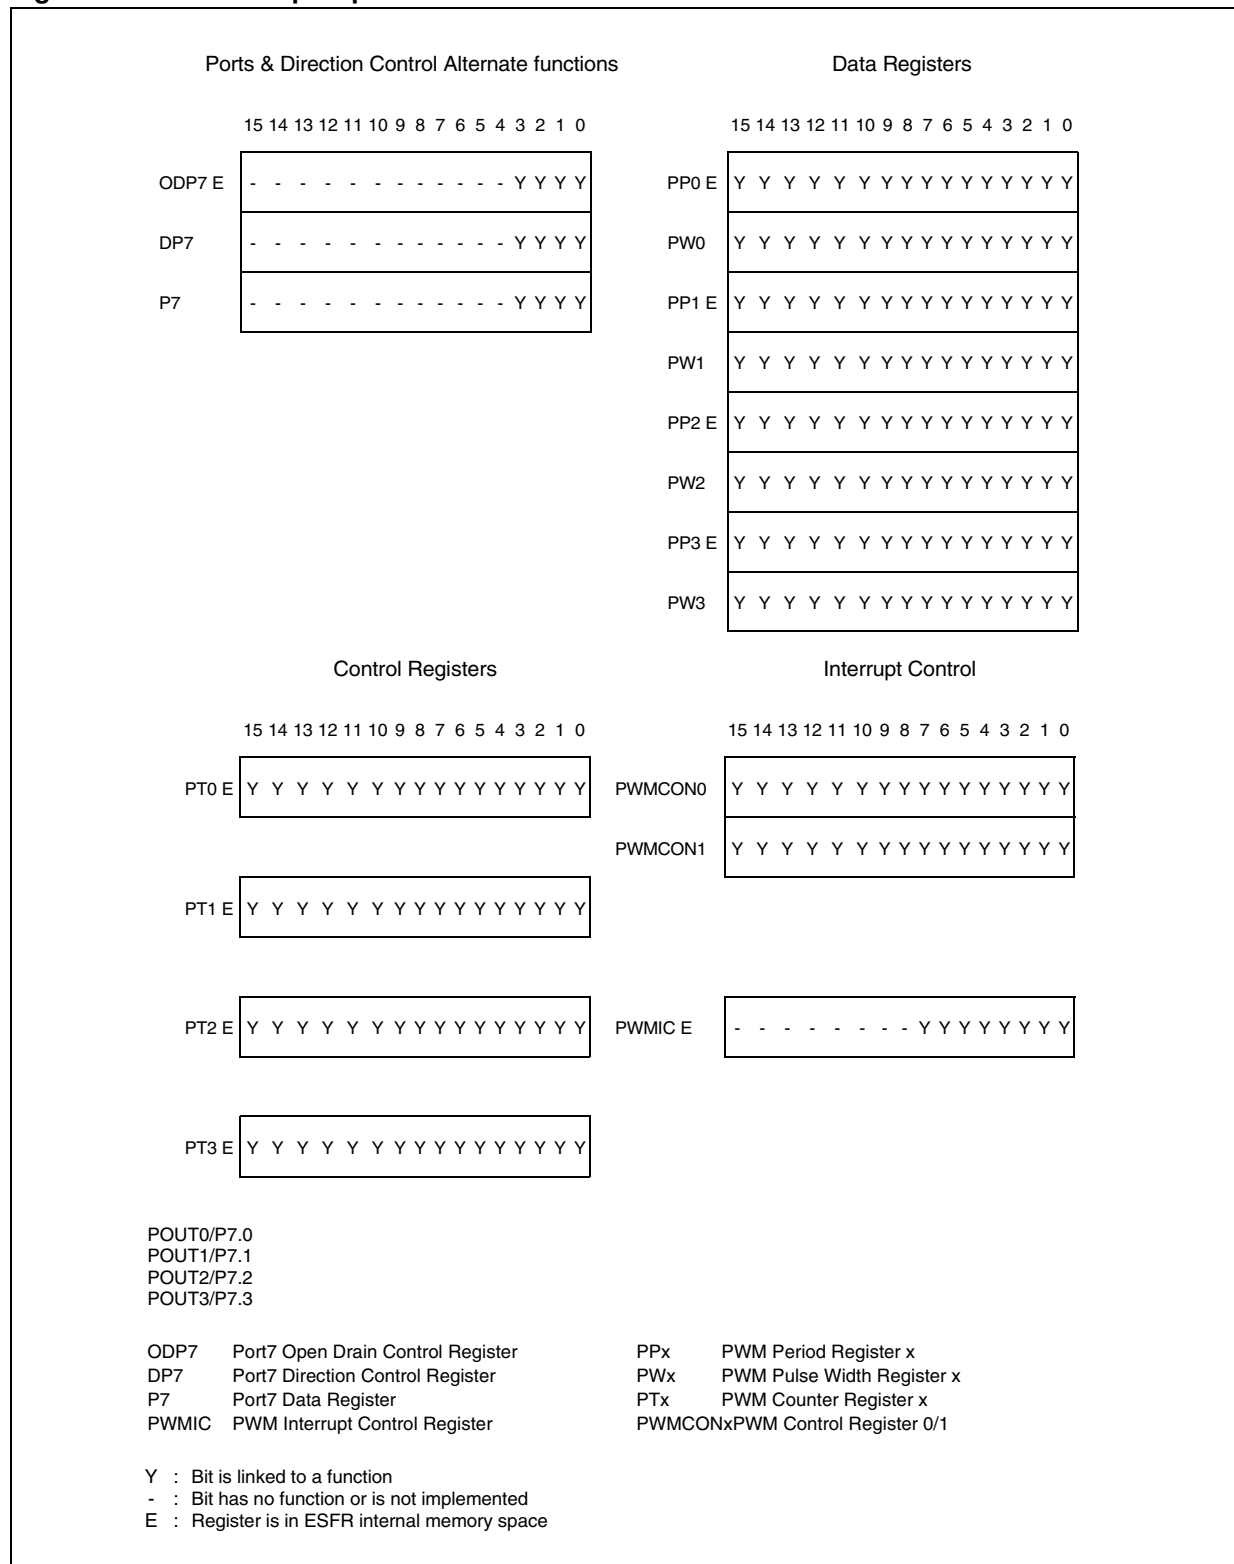 Ports & Direction Control Alternate functions
15 14 13 12 11 10 9 8 7 6 5 4 3 2 1 0
ODP7 E - - - - - - - - - - - - Y Y Y Y
DP7 - - - - - - - - - - - - Y Y Y Y
P7 - - - - - - - - - - - - Y Y Y Y
Data Registers
15 14 13 12 11 10 9 8 7 6 5 4 3 2 1 0
PP0 E Y Y Y Y Y Y Y Y Y Y Y Y Y Y Y Y
PW0 Y Y Y Y Y Y Y Y Y Y Y Y Y Y Y Y
PP1 E Y Y Y Y Y Y Y Y Y Y Y Y Y Y Y Y
PW1 Y Y Y Y Y Y Y Y Y Y Y Y Y Y Y Y
PP2 E Y Y Y Y Y Y Y Y Y Y Y Y Y Y Y Y
PW2 Y Y Y Y Y Y Y Y Y Y Y Y Y Y Y Y
PP3 E Y Y Y Y Y Y Y Y Y Y Y Y Y Y Y Y
PW3 Y Y Y Y Y Y Y Y Y Y Y Y Y Y Y Y
Control Registers
15 14 13 12 11 10 9 8 7 6 5 4 3 2 1 0
PT0 E Y Y Y Y Y Y Y Y Y Y Y Y Y Y Y Y
PT1 E Y Y Y Y Y Y Y Y Y Y Y Y Y Y Y Y
PT2 E Y Y Y Y Y Y Y Y Y Y Y Y Y Y Y Y
PT3 E Y Y Y Y Y Y Y Y Y Y Y Y Y Y Y Y
Interrupt Control
15 14 13 12 11 10 9 8 7 6 5 4 3 2 1 0
PWMCON0 Y Y Y Y Y Y Y Y Y Y Y Y Y Y Y Y
PWMCON1 Y Y Y Y Y Y Y Y Y Y Y Y Y Y Y Y
PWMIC E - - - - - - - - Y Y Y Y Y Y Y Y
POUT0/P7.0
POUT1/P7.1
POUT2/P7.2
POUT3/P7.3
ODP7 Port7 Open Drain Control Register
DP7 Port7 Direction Control Register
P7 Port7 Data Register
PWMIC PWM Interrupt Control Register
PPx PWM Period Register x
PWx PWM Pulse Width Register x
PTx PWM Counter Register x
PWMCONxPWM Control Register 0/1
Y : Bit is linked to a function
- : Bit has no function or is not implemented
E : Register is in ESFR internal memory space